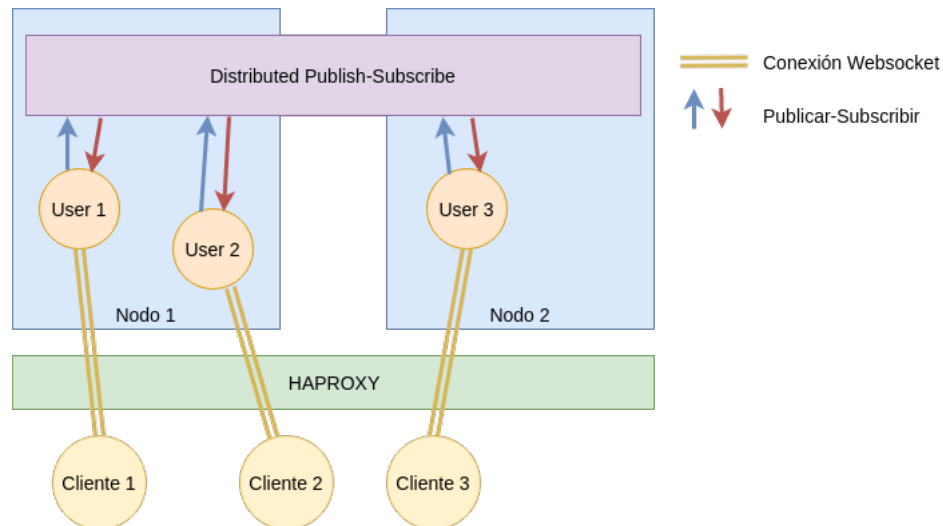 Distributed Publish-Subscribe
Conexión Websocket
Publicar-Subscribir
User 1
User 2
User 3
Nodo 1
Nodo 2
HAPROXY
Cliente 1
Cliente 2
Cliente 3